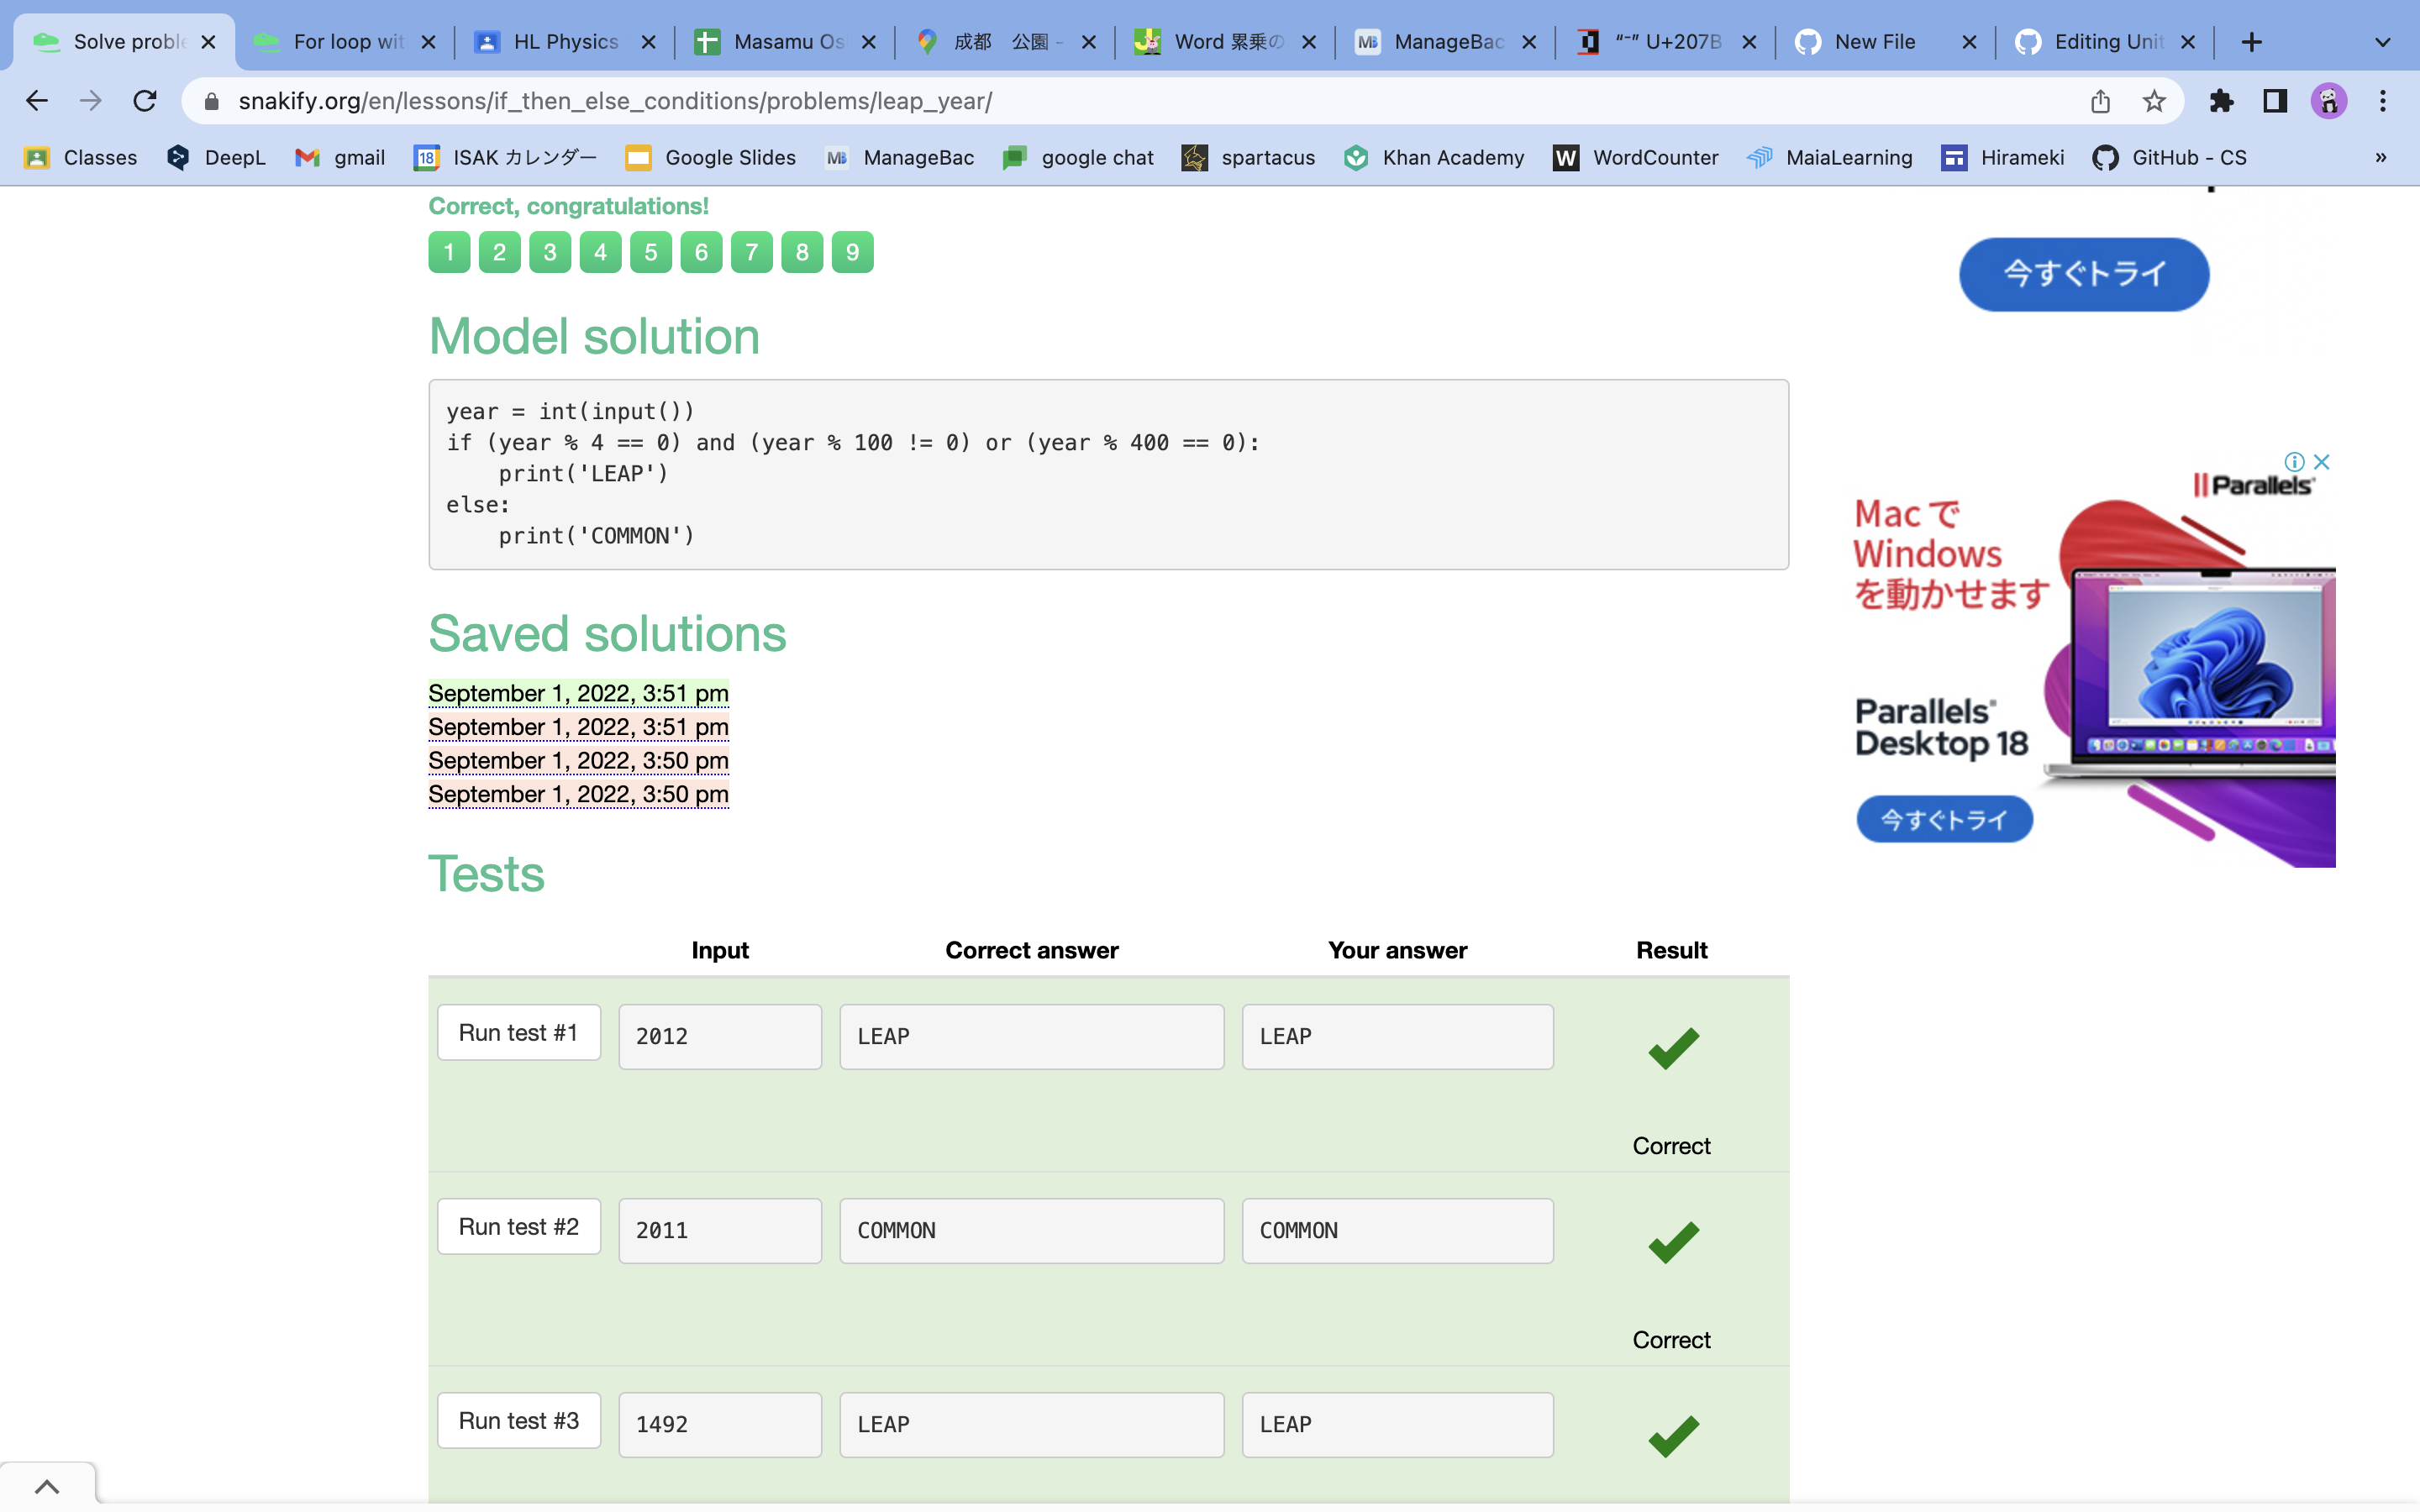 Solve proble
For loop wit
HL Physics
Masamu Os
成都 公園 -
Word 累乗の
ManageBac
“⁻” U+207B
New File
Editing Unit
snakify.org/en/lessons/if_then_else_conditions/problems/leap_year/
Classes
DeepL
gmail
18
ISAK カレンダー
Google Slides
MB
ManageBac
google chat
spartacus
Khan Academy
W
WordCounter
MaiaLearning
Hirameki
GitHub - CS
»
Correct, congratulations!
1 2 3 4 5 6 7 8 9
今すぐトライ
Model solution
year = int(input())
if (year % 4 == 0) and (year % 100 != 0) or (year % 400 == 0):
    print('LEAP')
else:
    print('COMMON')
Saved solutions
September 1, 2022, 3:51 pm
September 1, 2022, 3:51 pm
September 1, 2022, 3:50 pm
September 1, 2022, 3:50 pm
Parallels
Mac で
Windows
を動かせます
Parallels®
Desktop 18
今すぐトライ
Tests
Input Correct answer Your answer Result
Run test #1 2012 LEAP LEAP
Correct
Run test #2 2011 COMMON COMMON
Correct
Run test #3 1492 LEAP LEAP